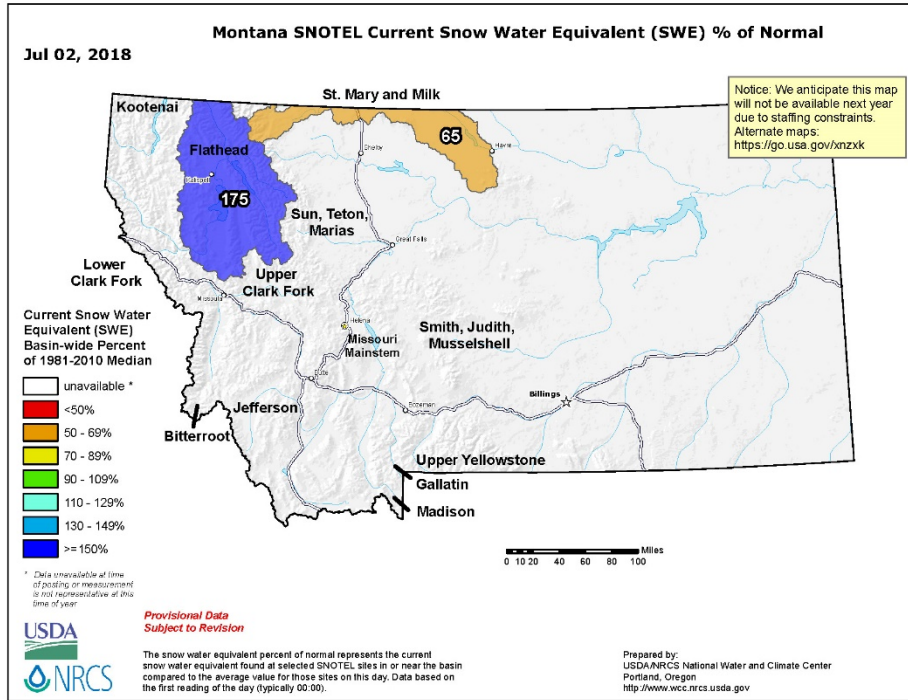 Montana SNOTEL Current Snow Water Equivalent (SWE) % of Normal
Jul 02, 2018
Notice: We anticipate this map
will not be available next year
due to staffing constraints.
Alternate maps:
https://go.usa.gov/xnzxk
St. Mary and Milk
Kootenai
65
Havre
Shelby
Flathead
Kalispell
175
Sun, Teton,
Marias
Great Falls
Lower
Clark Fork
Upper
Clark Fork
Missoula
Helena
Missouri
Mainstem
Smith, Judith,
Musselshell
Butte
Bozeman
Billings
Jefferson
Bitterroot
Upper Yellowstone
Gallatin
Madison
Current Snow Water
Equivalent (SWE)
Basin-wide Percent
of 1981-2010 Median
unavailable *
<50%
50 - 69%
70 - 89%
90 - 109%
110 - 129%
130 - 149%
>= 150%
* Data unavailable at time
of posting or measurement
is not representative at this
time of year
Miles
0 10 20 40 60 80 100
Provisional Data
Subject to Revision
USDA
NRCS
The snow water equivalent percent of normal represents the current
snow water equivalent found at selected SNOTEL sites in or near the basin
compared to the average value for those sites on this day. Data based on
the first reading of the day (typically 00:00).
Prepared by:
USDA/NRCS National Water and Climate Center
Portland, Oregon
http://www.wcc.nrcs.usda.gov